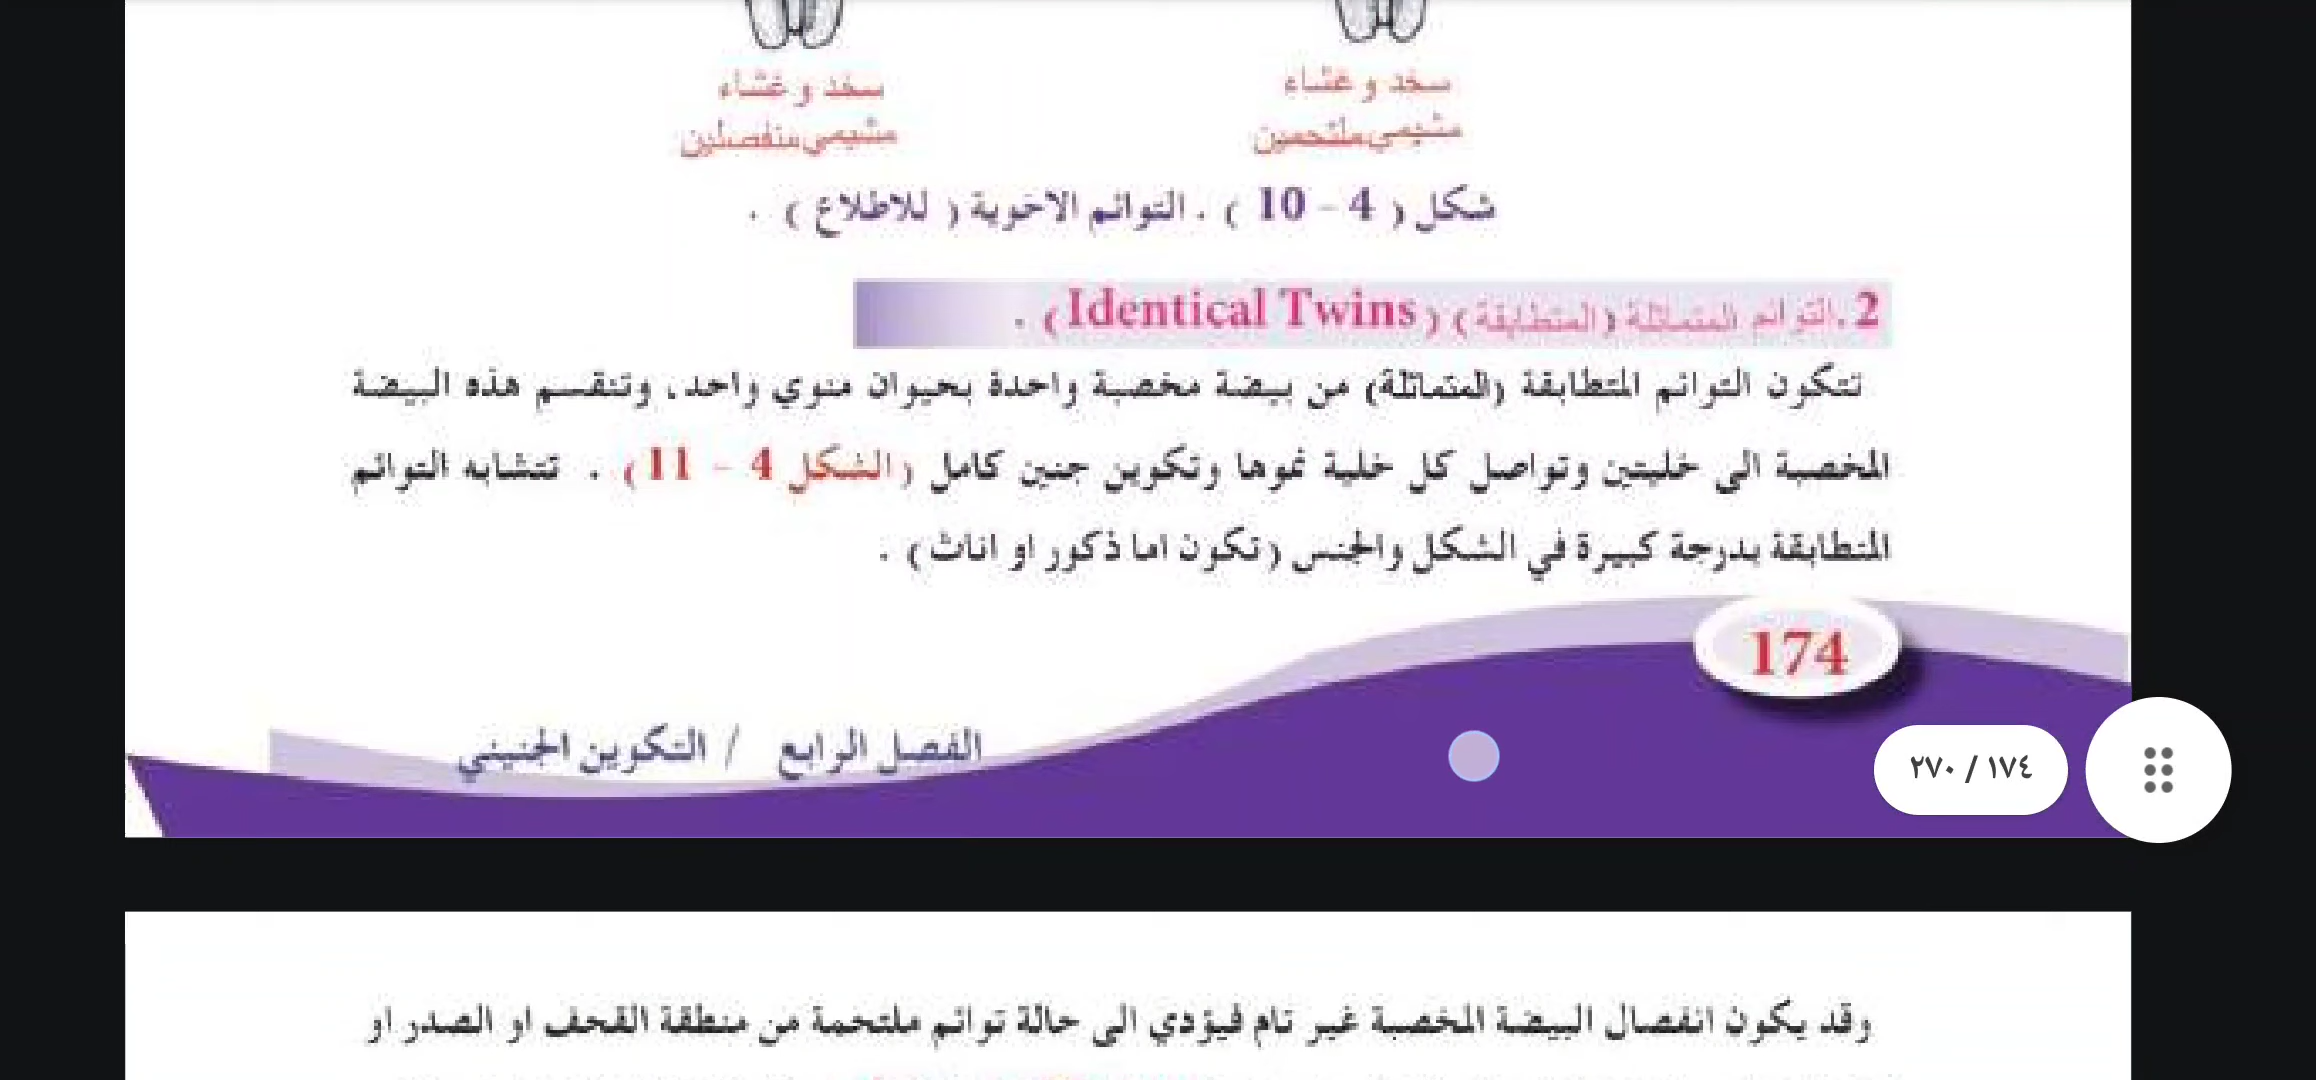 سخد و غشاء
مشيمي ملتحمين
سخد و غشاء
مشيمي منفصلين
شكل ( 4 - 10 ) . التوائم الاخوية ( للاطلاع ) .
2 .التوائم المتماثلة (المتطابقة) ( Identical Twins ) .
تتكون التوائم المتطابقة (المتماثلة) من بيضة مخصبة واحدة بحيوان منوي واحد، وتنقسم هذه البيضة
المخصبة الى خليتين وتواصل كل خلية نموها وتكوين جنين كامل ( الشكل 4 - 11 ) . تتشابه التوائم
المتطابقة بدرجة كبيرة في الشكل والجنس ( تكون اما ذكور او اناث ) .
174
الفصل الرابع / التكوين الجنيني
١٧٤ / ٢٧٠
وقد يكون انفصال البيضة المخصبة غير تام فيؤدي الى حالة توائم ملتحمة من منطقة القحف او الصدر او